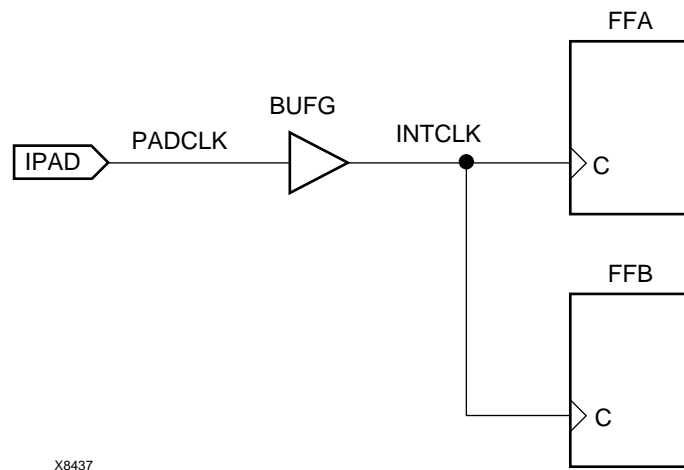 FFA
BUFG
PADCLK
INTCLK
IPAD
C
FFB
C
X8437